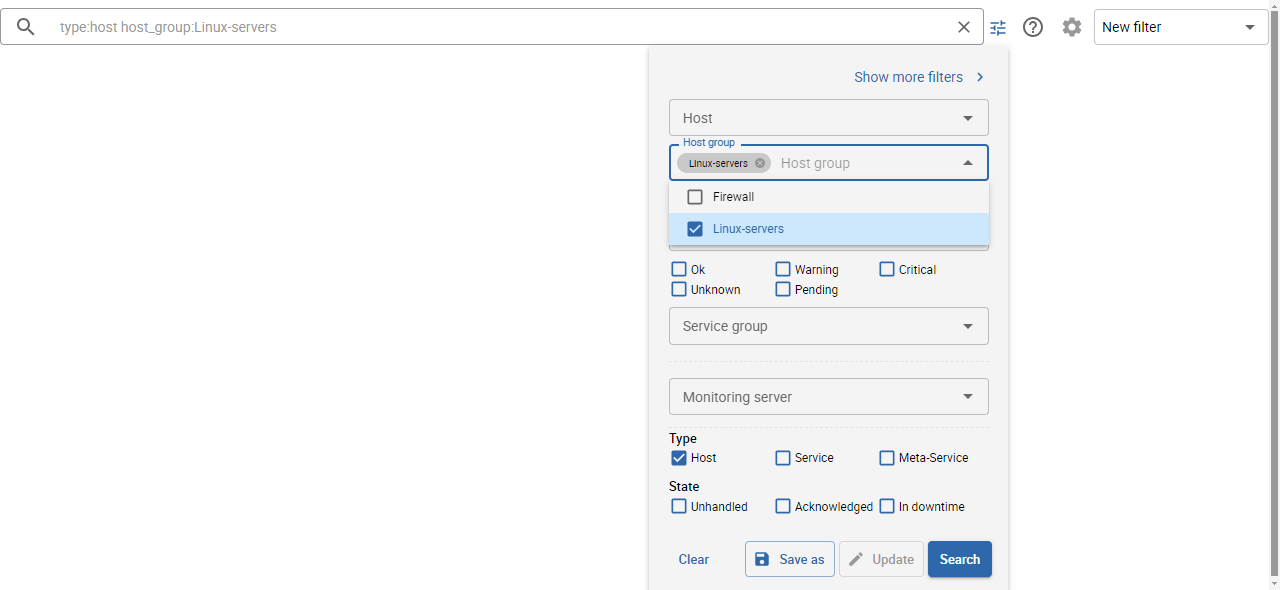 type:host host_group:Linux-servers
New filter
Show more filters
Host
Host group
Linux-servers Host group
Firewall
Linux-servers
Ok Warning Critical
Unknown Pending
Service group
Monitoring server
Type
Host Service Meta-Service
State
Unhandled Acknowledged In downtime
Clear Save as Update Search